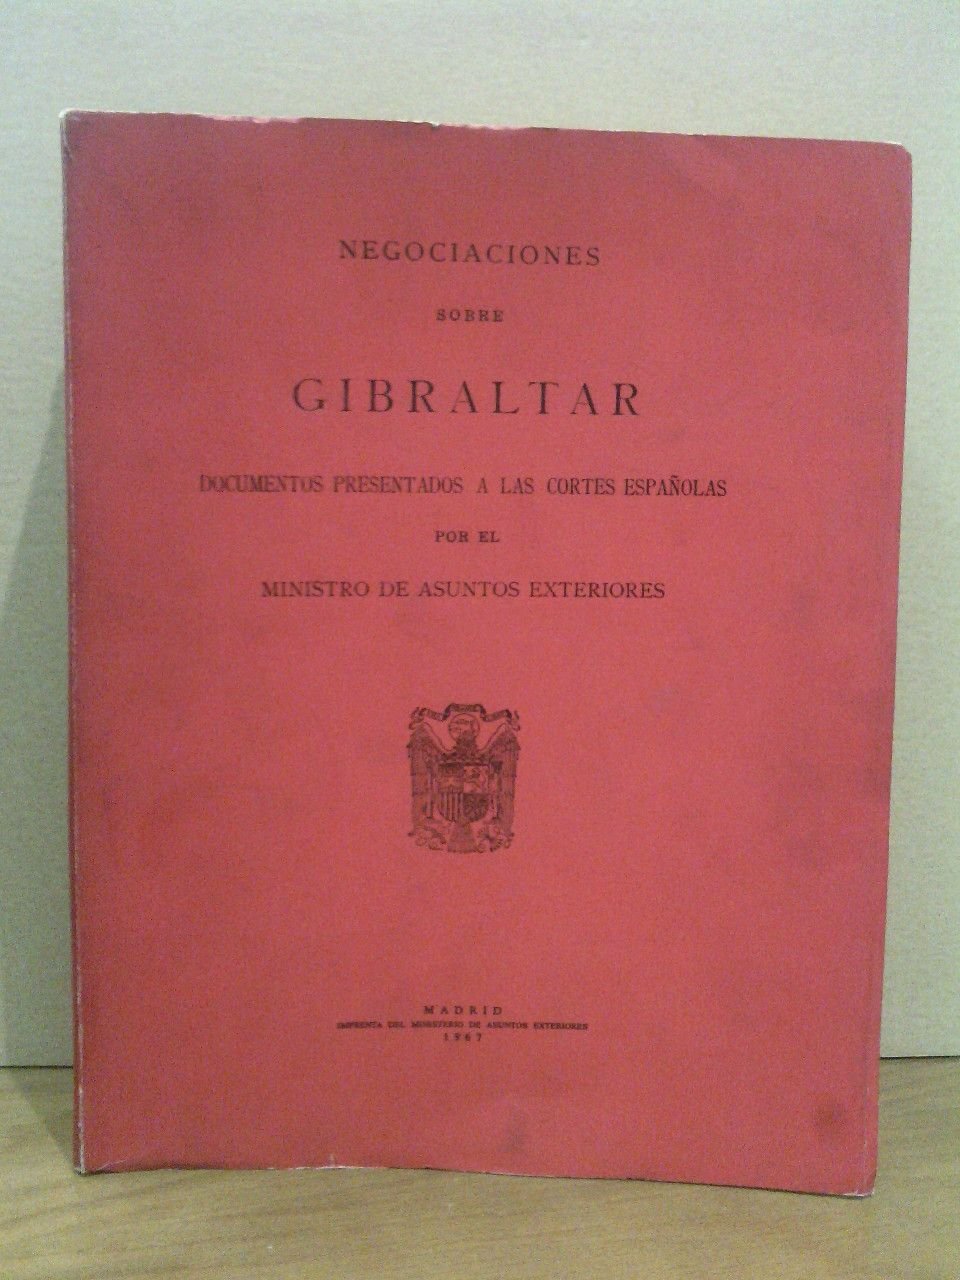 NEGOCIACIONES
SOBRE
GIBRALTAR
DOCUMENTOS PRESENTADOS A LAS CORTES ESPAÑOLAS
POR EL
MINISTRO DE ASUNTOS EXTERIORES
MADRID
IMPRENTA DEL MINISTERIO DE ASUNTOS EXTERIORES
1967